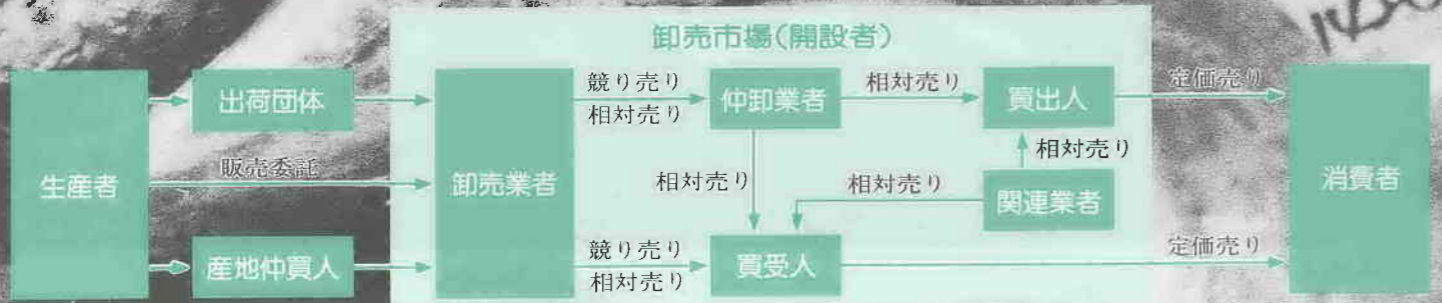 卸売市場(開設者)
生産者
出荷団体
販売委託
産地仲買人
卸売業者
競り売り
相対売り
仲卸業者
相対売り
買出人
定価売り
相対売り
相対売り
相対売り
関連業者
競り売り
相対売り
買受人
定価売り
消費者